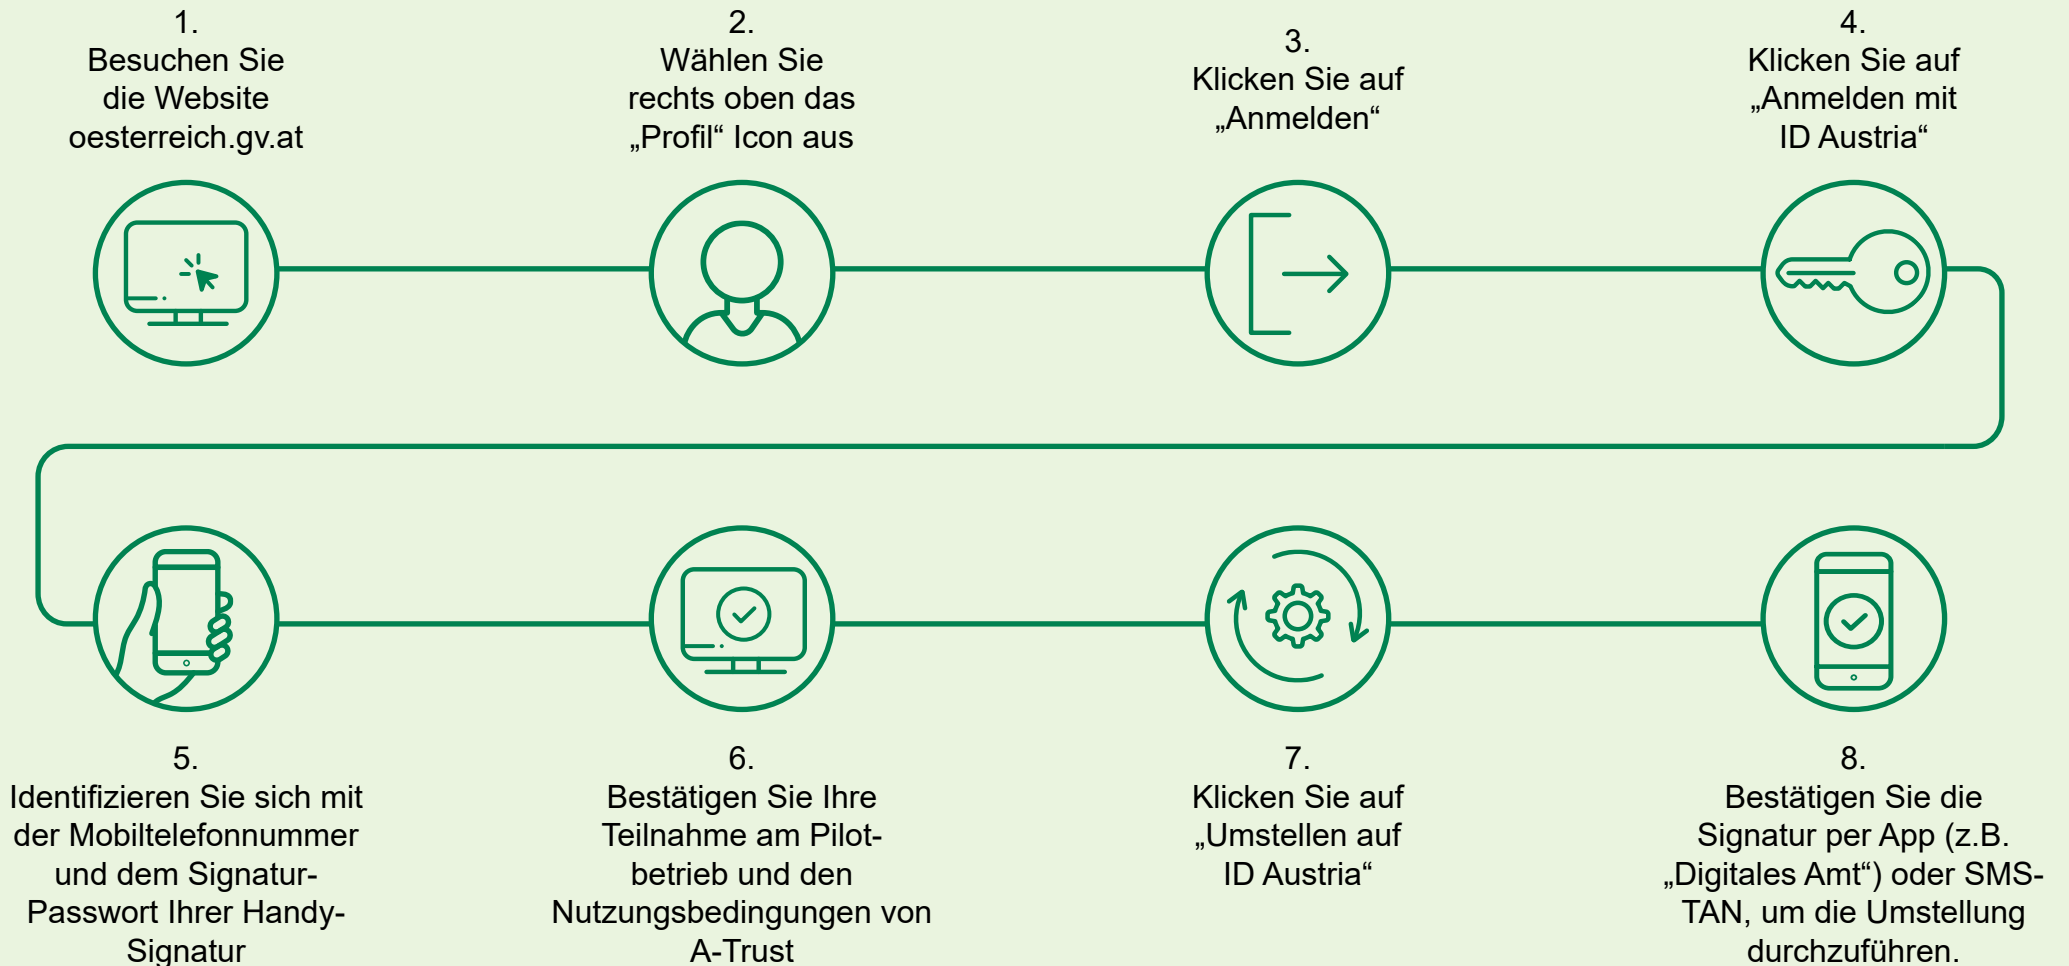 1.
Besuchen Sie
die Website
oesterreich.gv.at
2.
Wählen Sie
rechts oben das
„Profil“ Icon aus
3.
Klicken Sie auf
„Anmelden“
4.
Klicken Sie auf
„Anmelden mit
ID Austria“
5.
Identifizieren Sie sich mit
der Mobiltelefonnummer
und dem Signatur-
Passwort Ihrer Handy-
Signatur
6.
Bestätigen Sie Ihre
Teilnahme am Pilot-
betrieb und den
Nutzungsbedingungen von
A-Trust
7.
Klicken Sie auf
„Umstellen auf
ID Austria“
8.
Bestätigen Sie die
Signatur per App (z.B.
„Digitales Amt“) oder SMS-
TAN, um die Umstellung
durchzuführen.